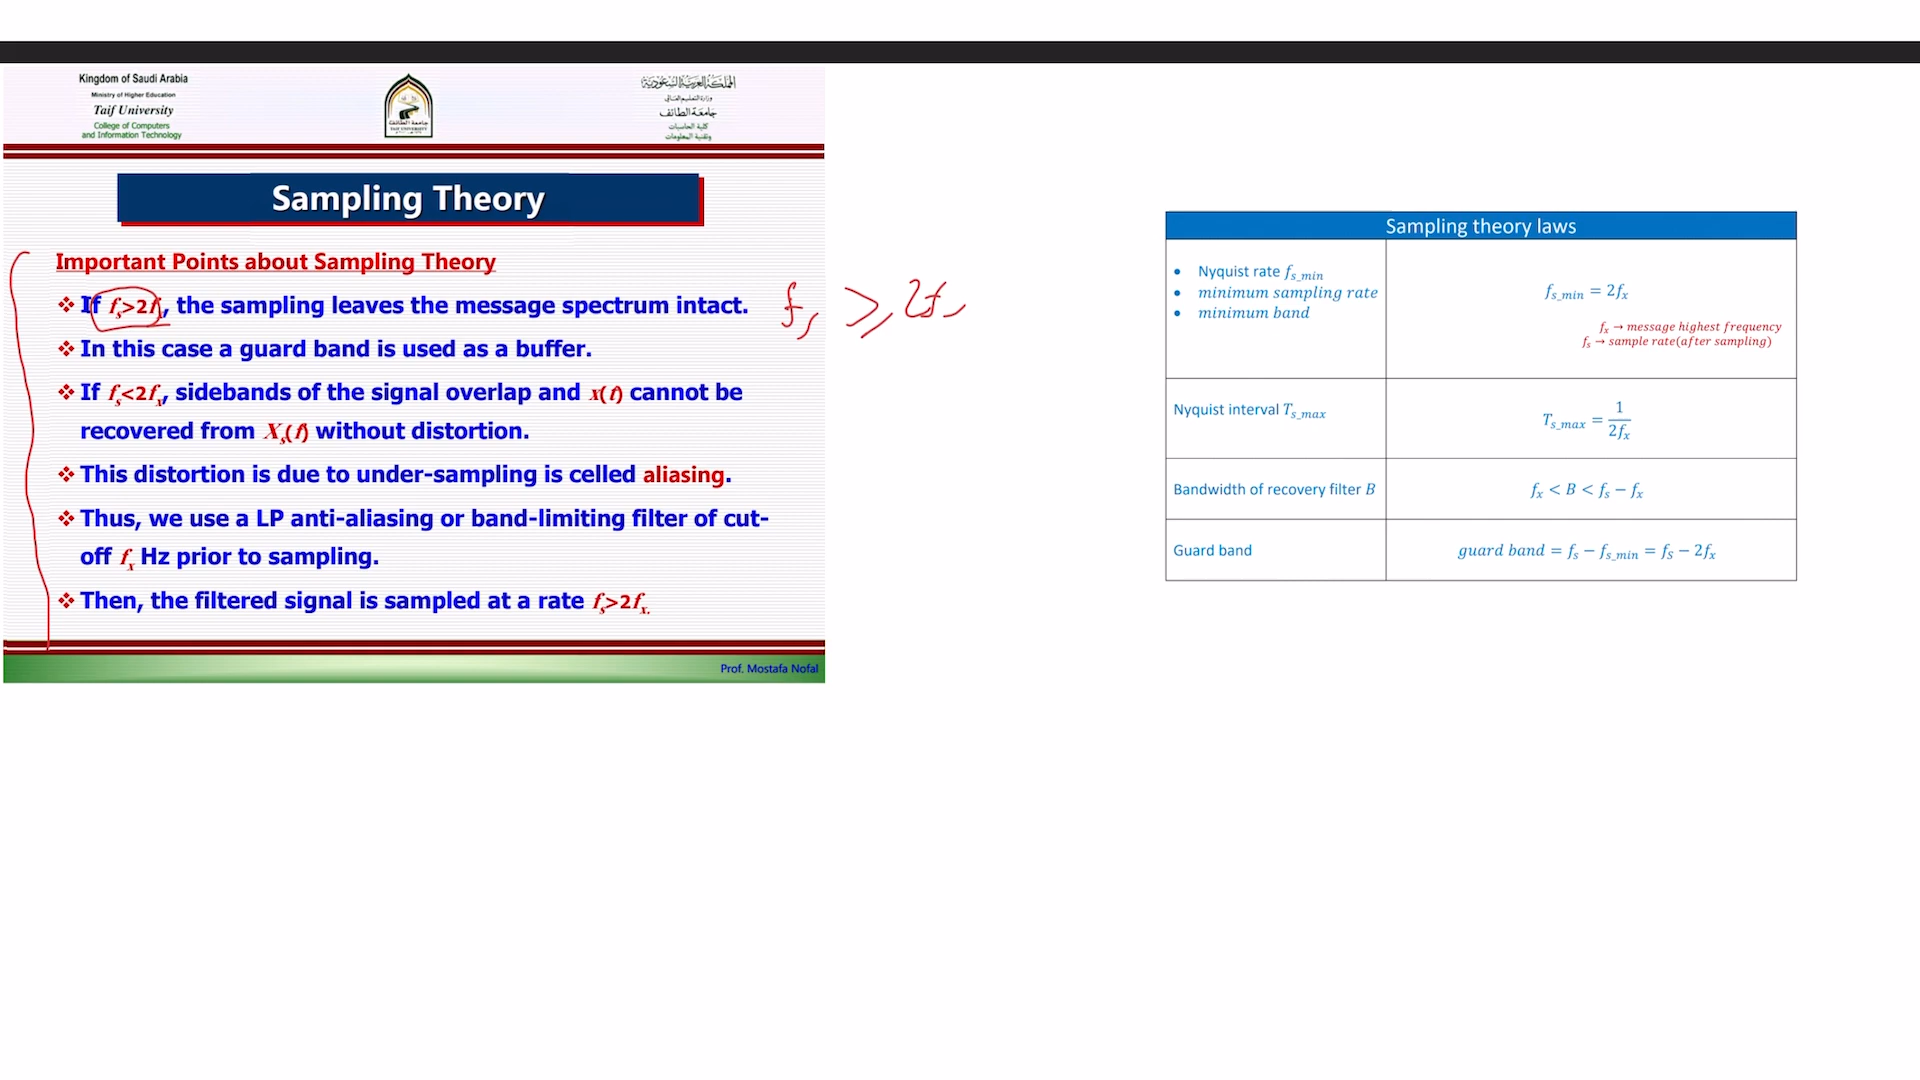 Kingdom of Saudi Arabia
Ministry of Higher Education
Taif University
College of Computers
and Information Technology
المملكة العربية السعودية
وزارة التعليم العالي
جامعة الطائف
كلية الحاسبات
وتقنية المعلومات
Sampling Theory
Important Points about Sampling Theory
❖ If fs>2f, the sampling leaves the message spectrum intact.
fs ≥ 2f
❖ In this case a guard band is used as a buffer.
❖ If fs<2fx, sidebands of the signal overlap and x(t) cannot be
recovered from Xs(f) without distortion.
❖ This distortion is due to under-sampling is celled aliasing.
❖ Thus, we use a LP anti-aliasing or band-limiting filter of cut-
off fx Hz prior to sampling.
❖ Then, the filtered signal is sampled at a rate fs>2fx.
Prof. Mostafa Nofal
Sampling theory laws
• Nyquist rate fs_min
• minimum sampling rate
• minimum band
fs_min = 2fx
fx → message highest frequency
fs → sample rate(after sampling)
Nyquist interval Ts_max
Ts_max = 1/2fx
Bandwidth of recovery filter B
fx < B < fs − fx
Guard band
guard band = fs − fs_min = fS − 2fx